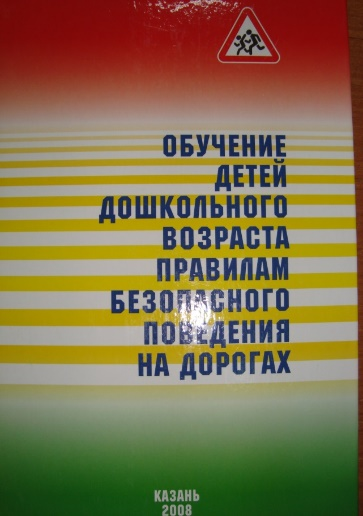 ОБУЧЕНИЕ
ДЕТЕЙ
ДОШКОЛЬНОГО
ВОЗРАСТА
ПРАВИЛАМ
БЕЗОПАСНОГО
ПОВЕДЕНИЯ
НА ДОРОГАХ
КАЗАНЬ
2008